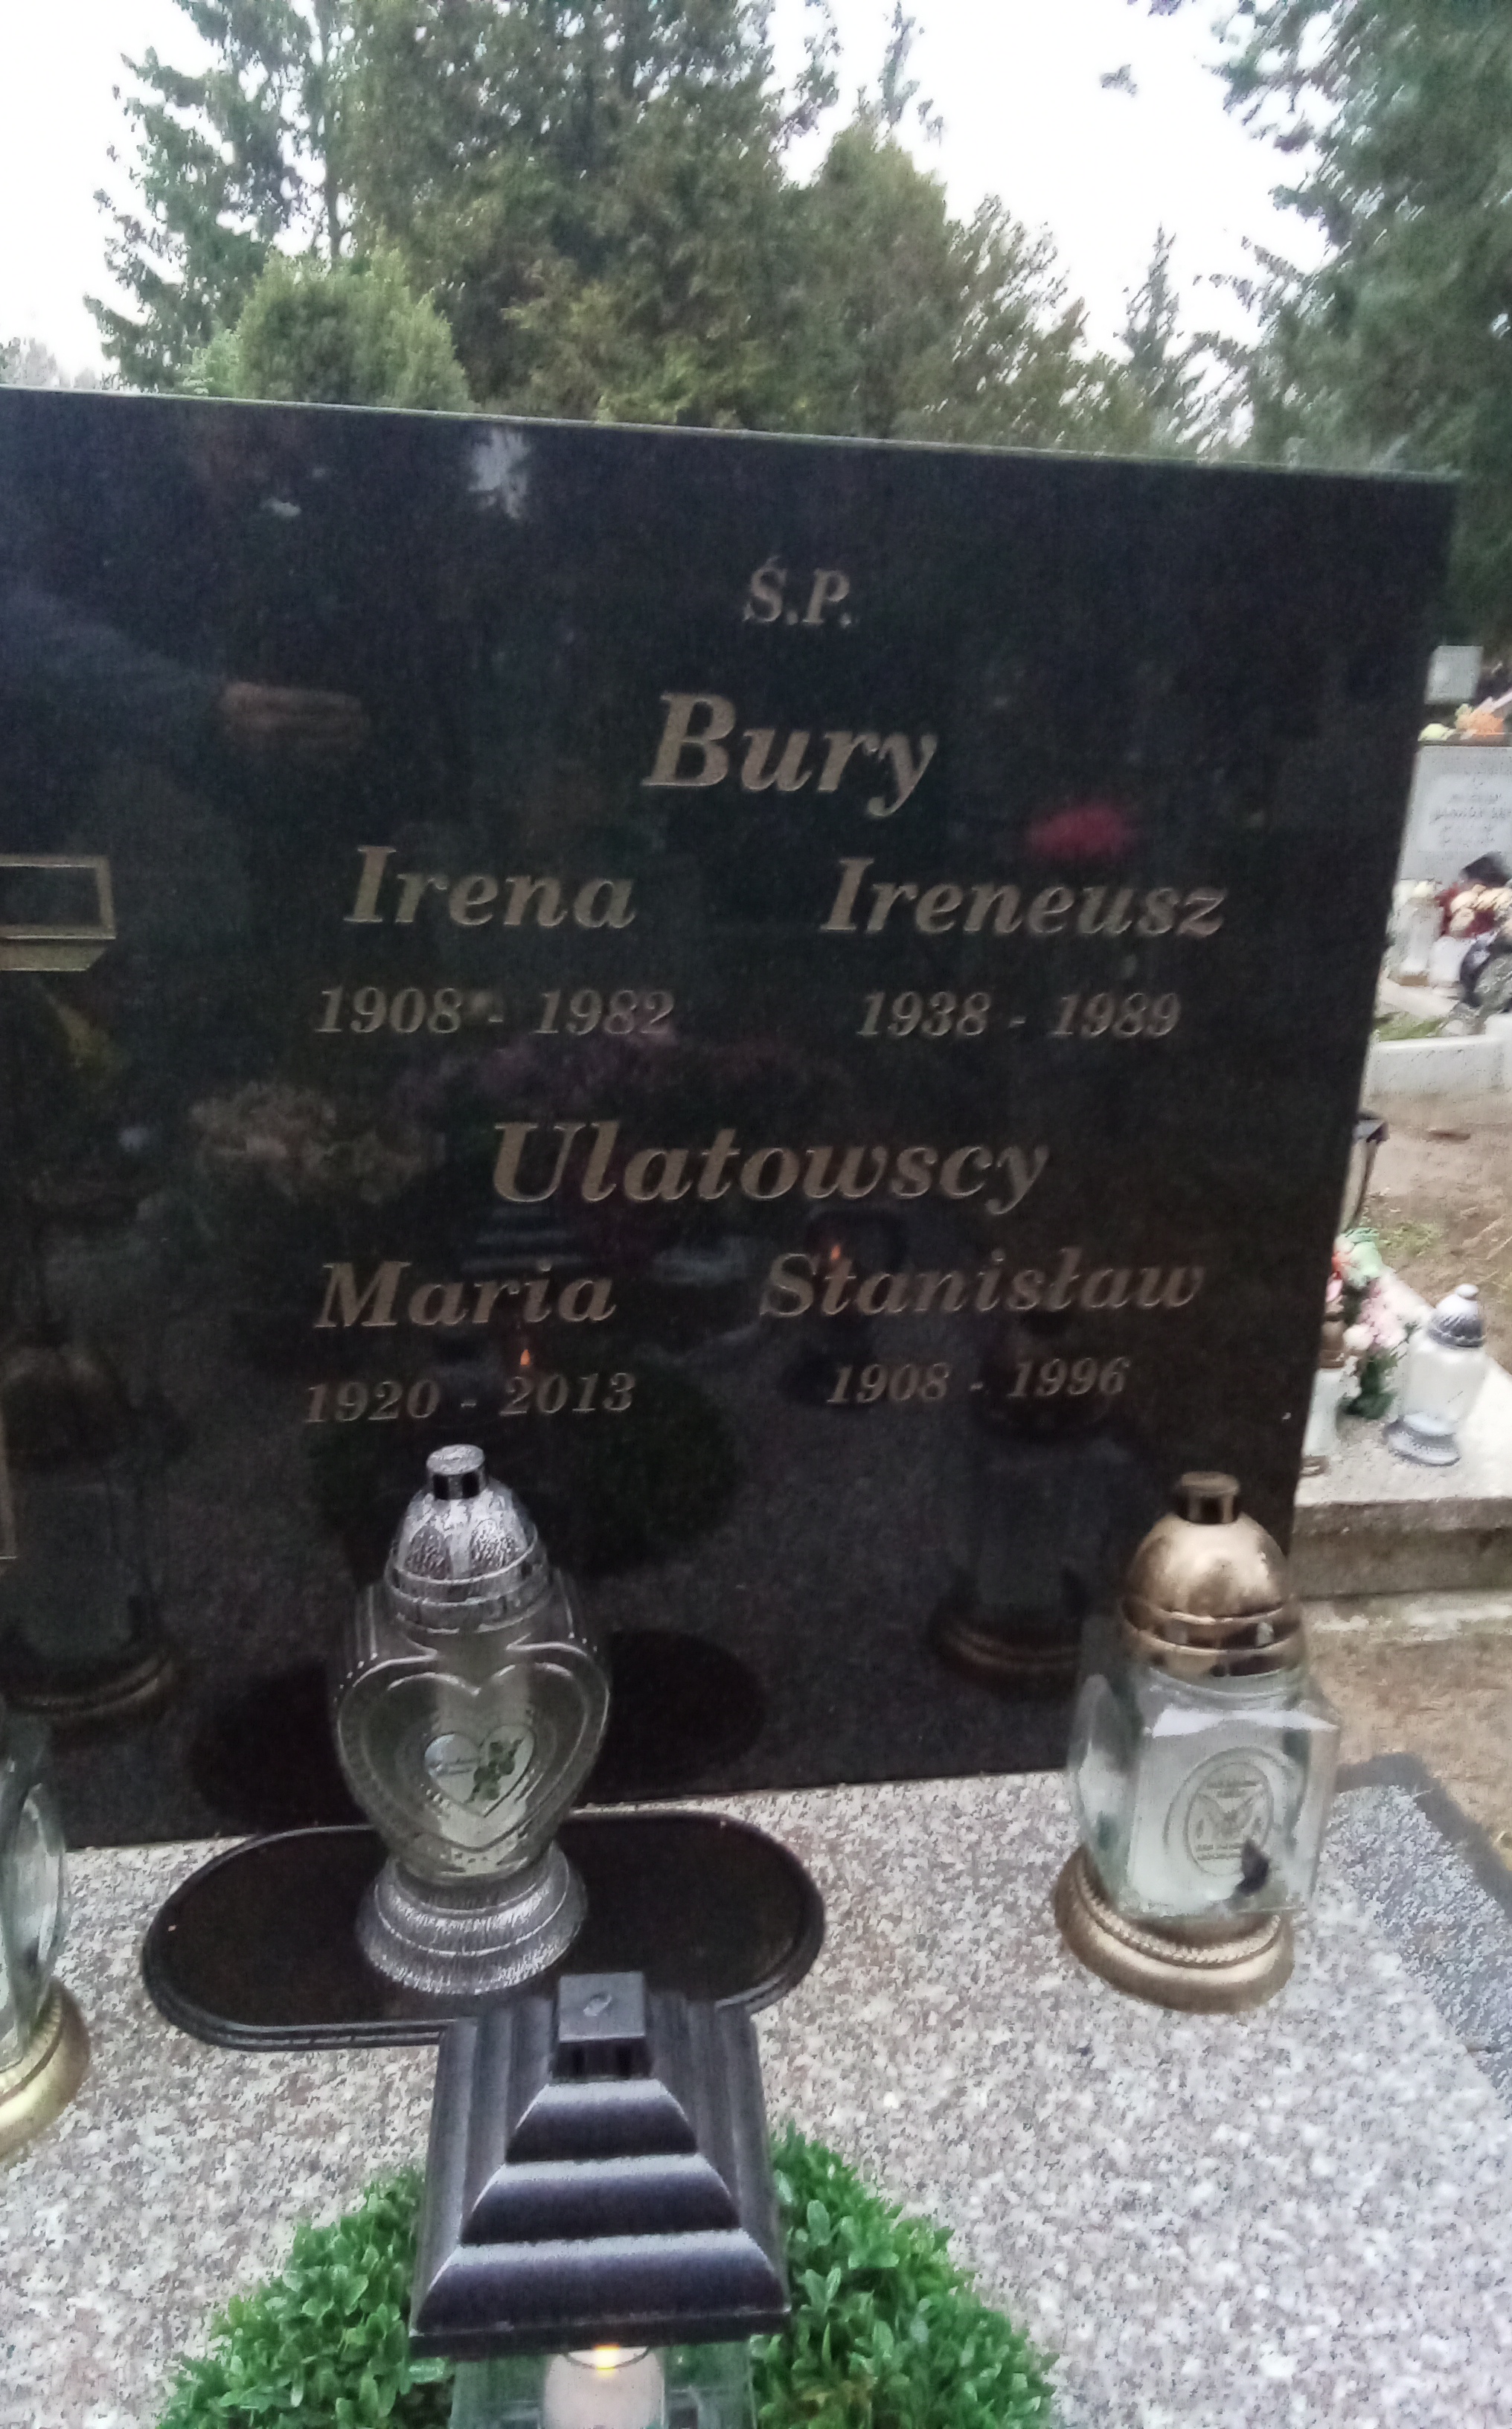 Ś.P.
Bury
Irena Ireneusz
1908 - 1982 1938 - 1989
Ulatowscy
Maria Stanisław
1920 - 2013 1908 - 1996